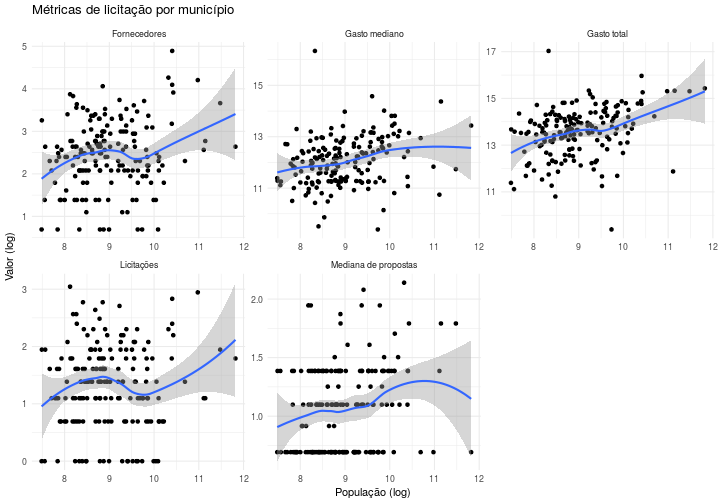 Métricas de licitação por município
Fornecedores
Gasto mediano
Gasto total
5
4
3
2
1
15
13
11
17
15
13
11
8 9 10 11 12
8 9 10 11 12
8 9 10 11 12
Valor (log)
Licitações
Mediana de propostas
3
2
1
0
2.0
1.5
1.0
8 9 10 11 12
8 9 10 11 12
População (log)